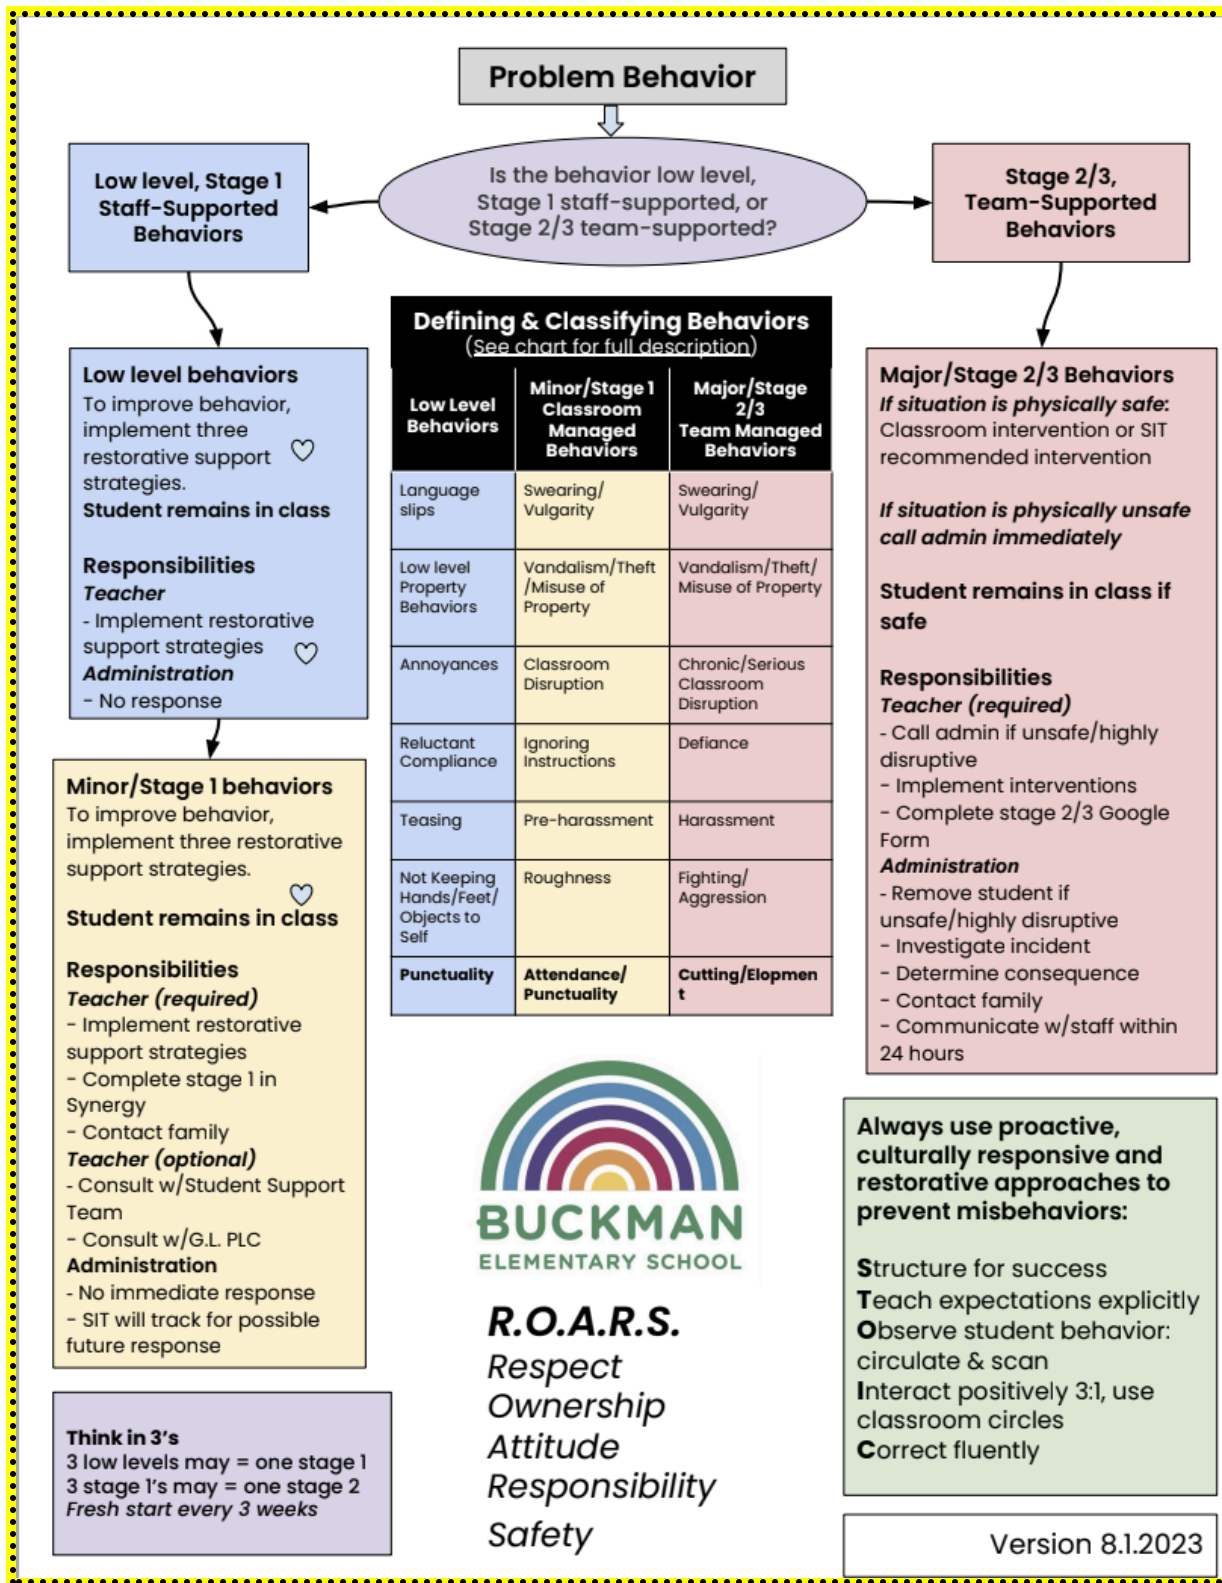 Problem Behavior
Is the behavior low level,
Stage 1 staff-supported, or
Stage 2/3 team-supported?
Low level, Stage 1
Staff-Supported
Behaviors
Stage 2/3,
Team-Supported
Behaviors
Low level behaviors
To improve behavior,
implement three
restorative support
strategies.
Student remains in class
Responsibilities
Teacher
- Implement restorative
support strategies
Administration
- No response
Minor/Stage 1 behaviors
To improve behavior,
implement three restorative
support strategies.
Student remains in class
Responsibilities
Teacher (required)
- Implement restorative
support strategies
- Complete stage 1 in
Synergy
- Contact family
Teacher (optional)
- Consult w/Student Support
Team
- Consult w/G.L. PLC
Administration
- No immediate response
- SIT will track for possible
future response
Think in 3's
3 low levels may = one stage 1
3 stage 1's may = one stage 2
Fresh start every 3 weeks
Defining & Classifying Behaviors
(See chart for full description)
Low Level
Behaviors
Minor/Stage 1
Classroom
Managed
Behaviors
Major/Stage
2/3
Team Managed
Behaviors
Language
slips
Swearing/
Vulgarity
Swearing/
Vulgarity
Low level
Property
Behaviors
Vandalism/Theft
/Misuse of
Property
Vandalism/Theft/
Misuse of Property
Annoyances
Classroom
Disruption
Chronic/Serious
Classroom
Disruption
Reluctant
Compliance
Ignoring
Instructions
Defiance
Teasing
Pre-harassment
Harassment
Not Keeping
Hands/Feet/
Objects to
Self
Roughness
Fighting/
Aggression
Punctuality
Attendance/
Punctuality
Cutting/Elopmen
t
BUCKMAN
ELEMENTARY SCHOOL
R.O.A.R.S.
Respect
Ownership
Attitude
Responsibility
Safety
Major/Stage 2/3 Behaviors
If situation is physically safe:
Classroom intervention or SIT
recommended intervention
If situation is physically unsafe
call admin immediately
Student remains in class if
safe
Responsibilities
Teacher (required)
- Call admin if unsafe/highly
disruptive
- Implement interventions
- Complete stage 2/3 Google
Form
Administration
- Remove student if
unsafe/highly disruptive
- Investigate incident
- Determine consequence
- Contact family
- Communicate w/staff within
24 hours
Always use proactive,
culturally responsive and
restorative approaches to
prevent misbehaviors:
Structure for success
Teach expectations explicitly
Observe student behavior:
circulate & scan
Interact positively 3:1, use
classroom circles
Correct fluently
Version 8.1.2023